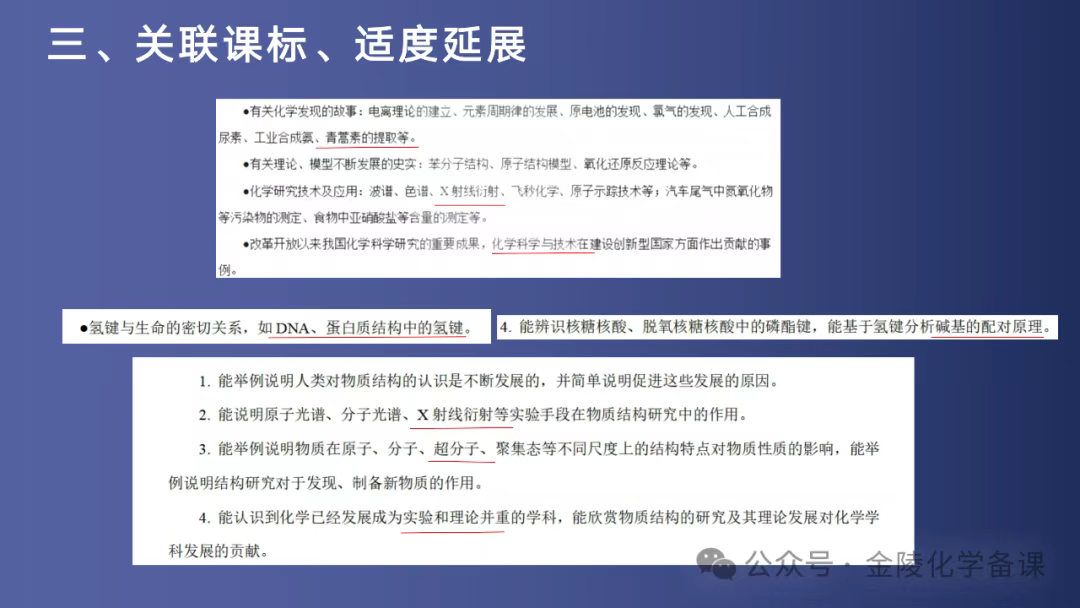 三、关联课标、适度延展
●有关化学发现的故事：电离理论的建立、元素周期律的发展、原电池的发现、氯气的发现、人工合成
尿素、工业合成氨、青蒿素的提取等。
●有关理论、模型不断发展的史实：苯分子结构、原子结构模型、氧化还原反应理论等。
●化学研究技术及应用：波谱、色谱、X 射线衍射、飞秒化学、原子示踪技术等；汽车尾气中氮氧化物
等污染物的测定、食物中亚硝酸盐等含量的测定等。
●改革开放以来我国化学科学研究的重要成果，化学科学与技术在建设创新型国家方面作出贡献的事
例。
●氢键与生命的密切关系，如 DNA、蛋白质结构中的氢键。
4. 能辨识核糖核酸、脱氧核糖核酸中的磷酯键，能基于氢键分析碱基的配对原理。
1. 能举例说明人类对物质结构的认识是不断发展的，并简单说明促进这些发展的原因。
2. 能说明原子光谱、分子光谱、X 射线衍射等实验手段在物质结构研究中的作用。
3. 能举例说明物质在原子、分子、超分子、聚集态等不同尺度上的结构特点对物质性质的影响，能举
例说明结构研究对于发现、制备新物质的作用。
4. 能认识到化学已经发展成为实验和理论并重的学科，能欣赏物质结构的研究及其理论发展对化学学
科发展的贡献。
公众号·金陵化学备课